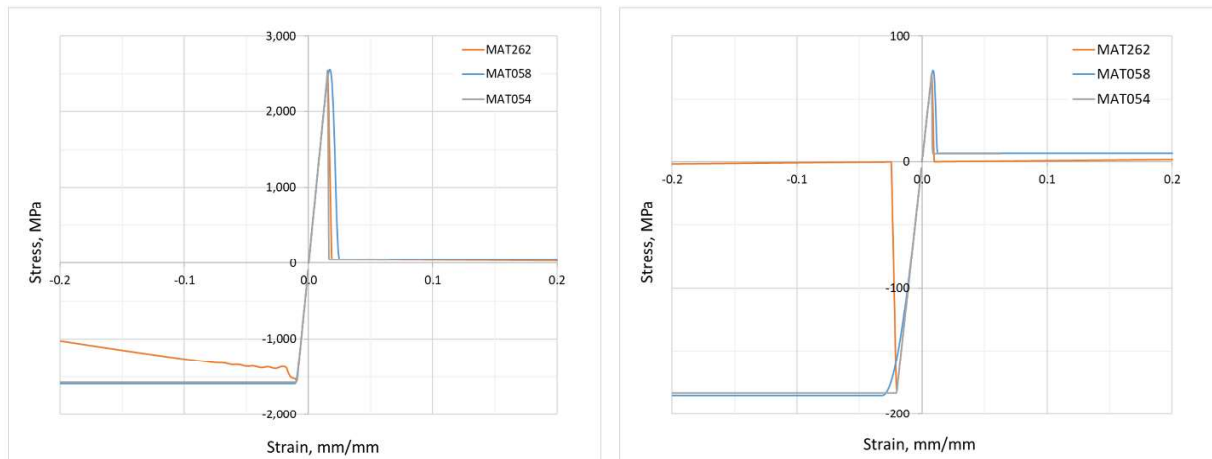 3,000
2,000
1,000
0
-1,000
-2,000
-0.2
-0.1
0.0
0.1
0.2
Stress, MPa
Strain, mm/mm
MAT262
MAT058
MAT054
100
0
-100
-200
-0.2
-0.1
0.0
0.1
0.2
Stress, MPa
Strain, mm/mm
MAT262
MAT058
MAT054